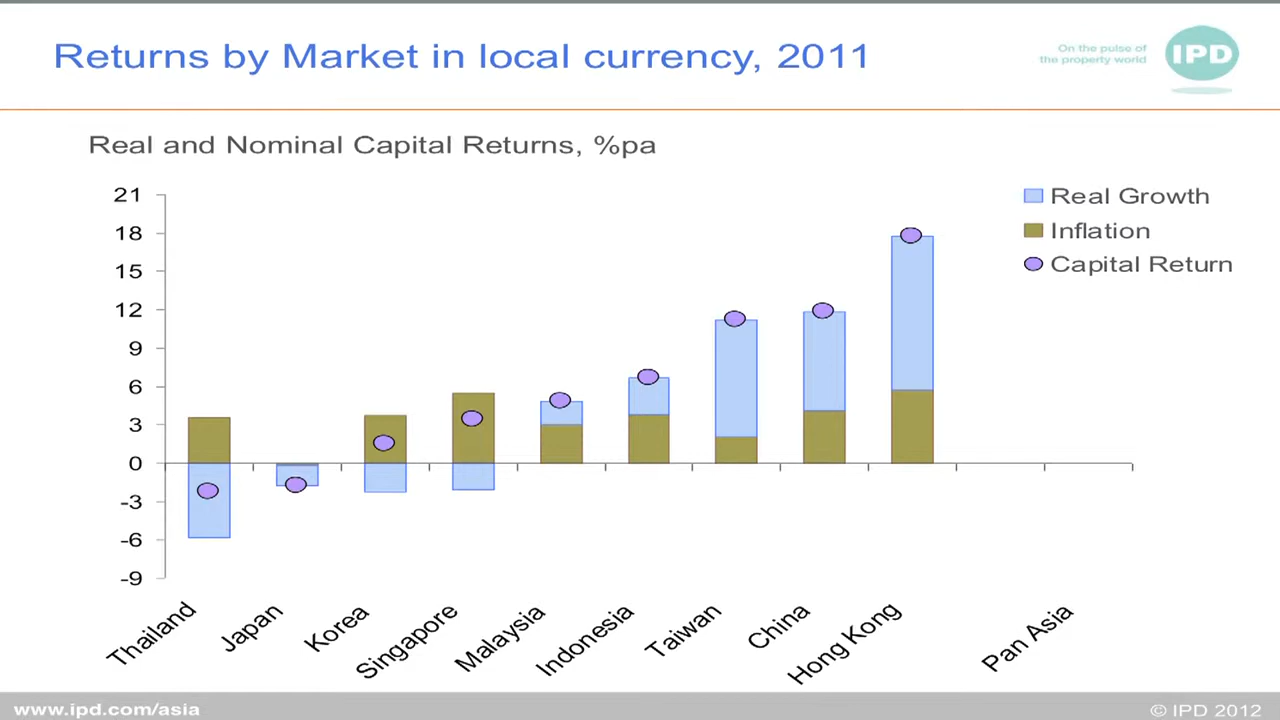 Returns by Market in local currency, 2011
On the pulse of
the property world
IPD
Real and Nominal Capital Returns, %pa
21
18
15
12
9
6
3
0
-3
-6
-9
Real Growth
Inflation
Capital Return
Thailand
Japan
Korea
Singapore
Malaysia
Indonesia
Taiwan
China
Hong Kong
Pan Asia
www.ipd.com/asia
© IPD 2012